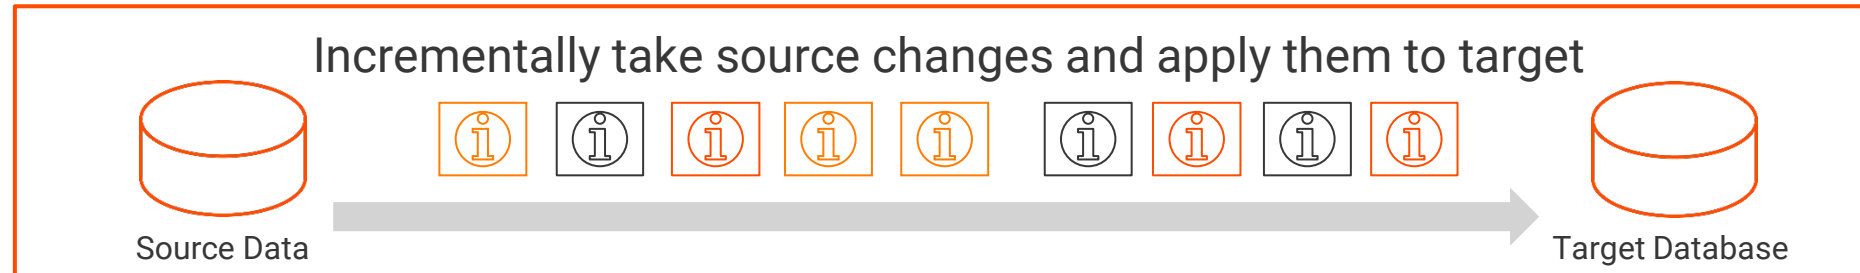 Incrementally take source changes and apply them to target
Source Data
Target Database